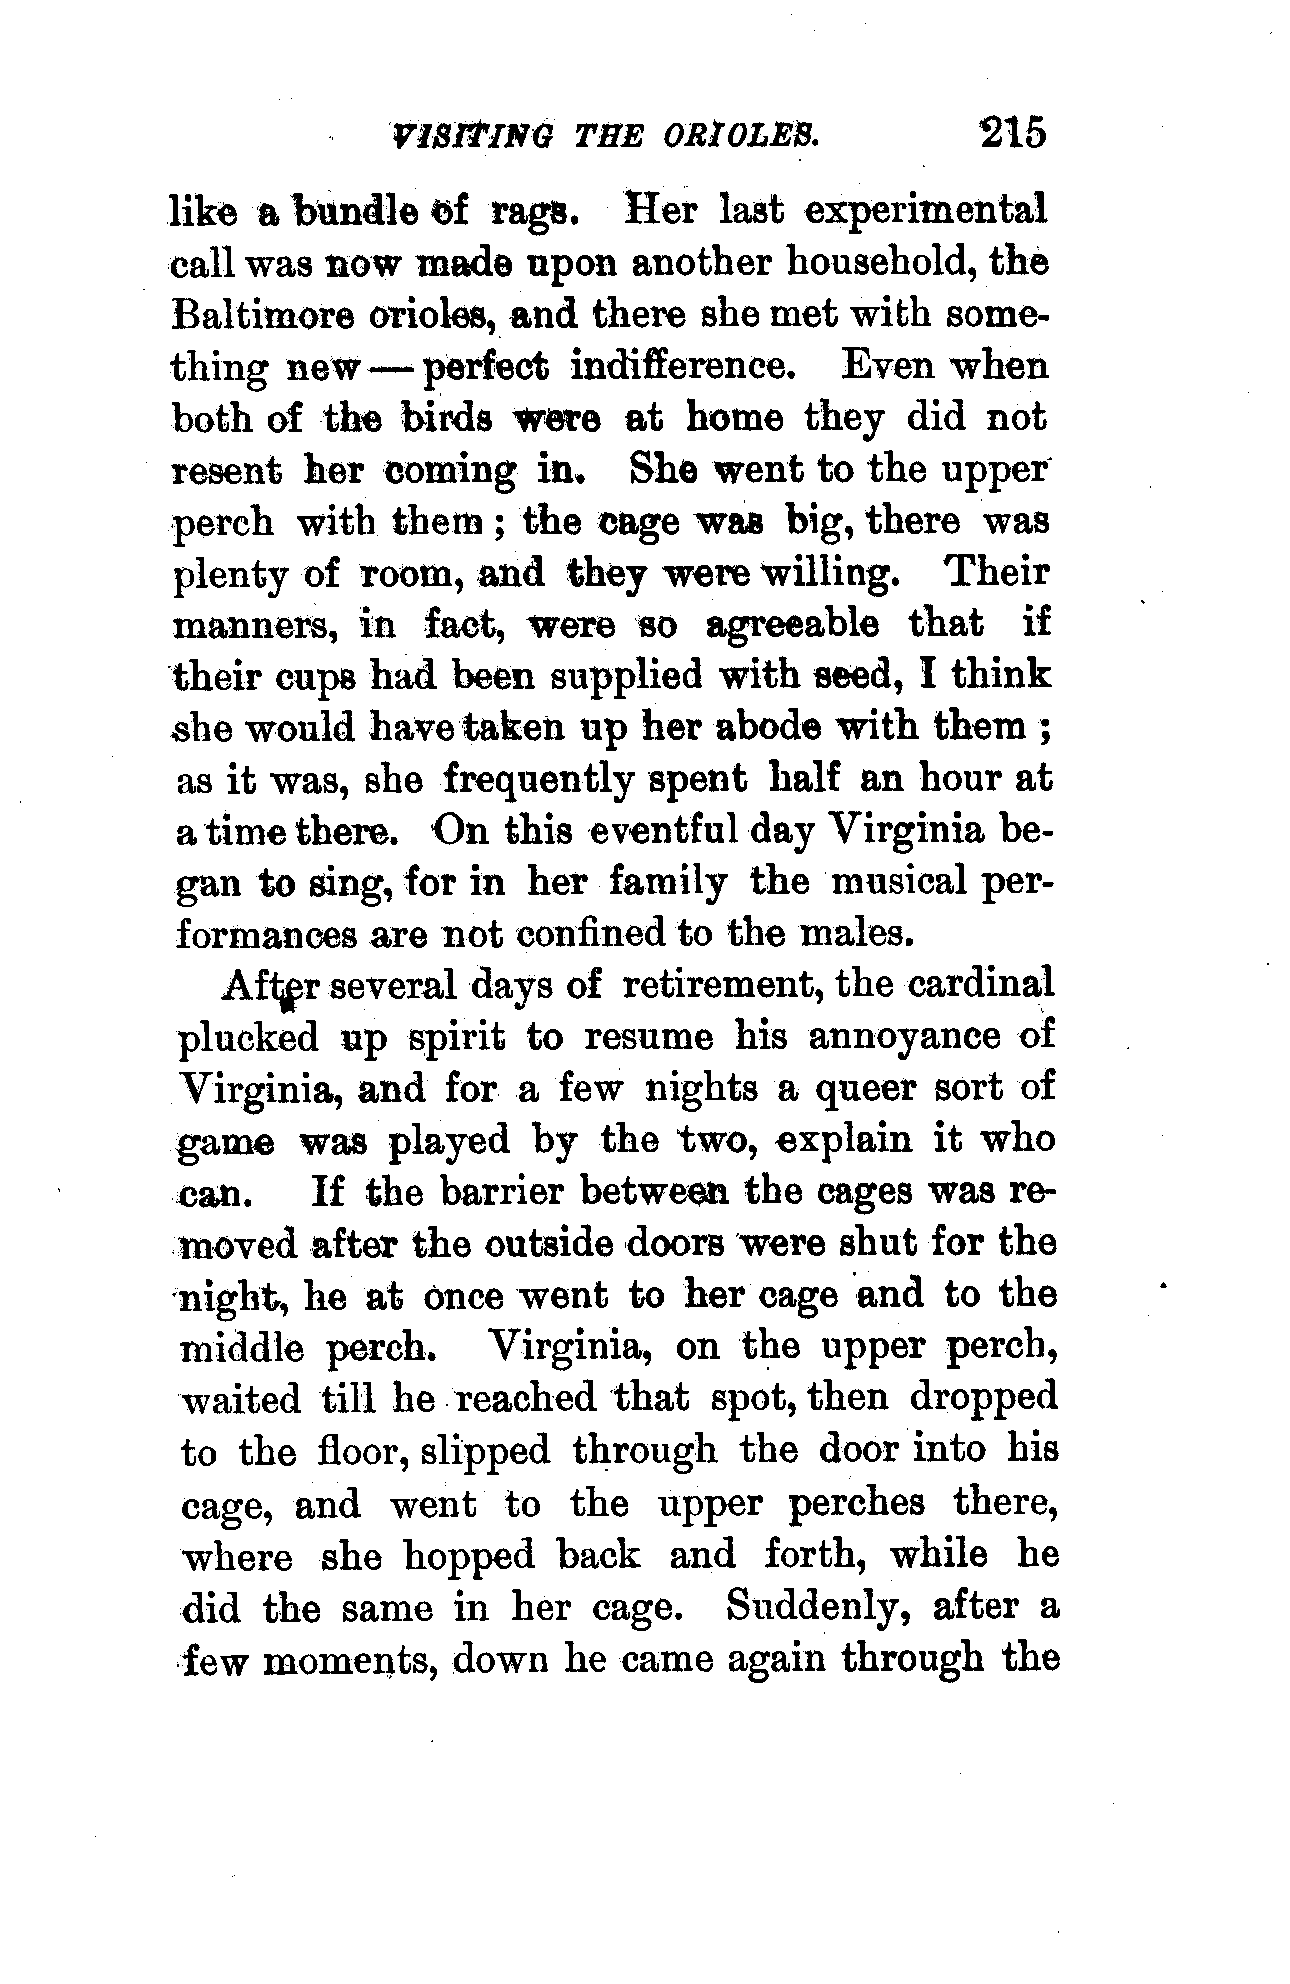 VISITING THE ORIOLES. 215
like a bundle of rags. Her last experimental
call was now made upon another household, the
Baltimore orioles, and there she met with some-
thing new — perfect indifference. Even when
both of the birds were at home they did not
resent her coming in. She went to the upper
perch with them ; the cage was big, there was
plenty of room, and they were willing. Their
manners, in fact, were so agreeable that if
their cups had been supplied with seed, I think
she would have taken up her abode with them ;
as it was, she frequently spent half an hour at
a time there. On this eventful day Virginia be-
gan to sing, for in her family the musical per-
formances are not confined to the males.
After several days of retirement, the cardinal
plucked up spirit to resume his annoyance of
Virginia, and for a few nights a queer sort of
game was played by the two, explain it who
can. If the barrier between the cages was re-
moved after the outside doors were shut for the
night, he at once went to her cage and to the
middle perch. Virginia, on the upper perch,
waited till he reached that spot, then dropped
to the floor, slipped through the door into his
cage, and went to the upper perches there,
where she hopped back and forth, while he
did the same in her cage. Suddenly, after a
few moments, down he came again through the